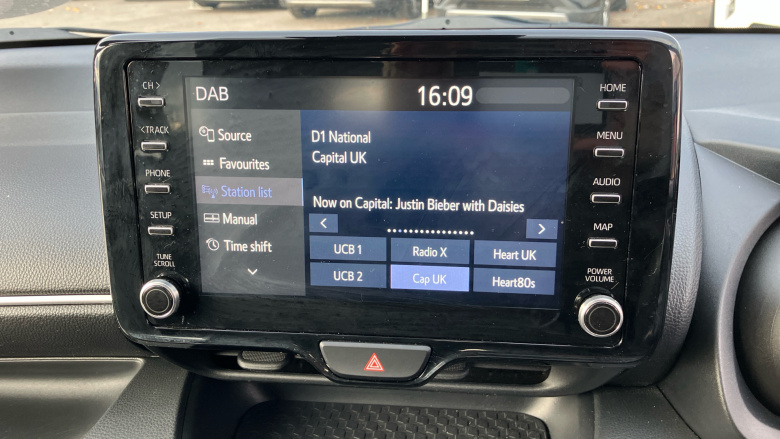 DAB
16:09
CH >
< TRACK
PHONE
SETUP
TUNE
SCROLL
Source
Favourites
Station list
Manual
Time shift
D1 National
Capital UK
Now on Capital: Justin Bieber with Daisies
<
>
UCB 1
Radio X
Heart UK
UCB 2
Cap UK
Heart80s
HOME
MENU
AUDIO
MAP
POWER
VOLUME